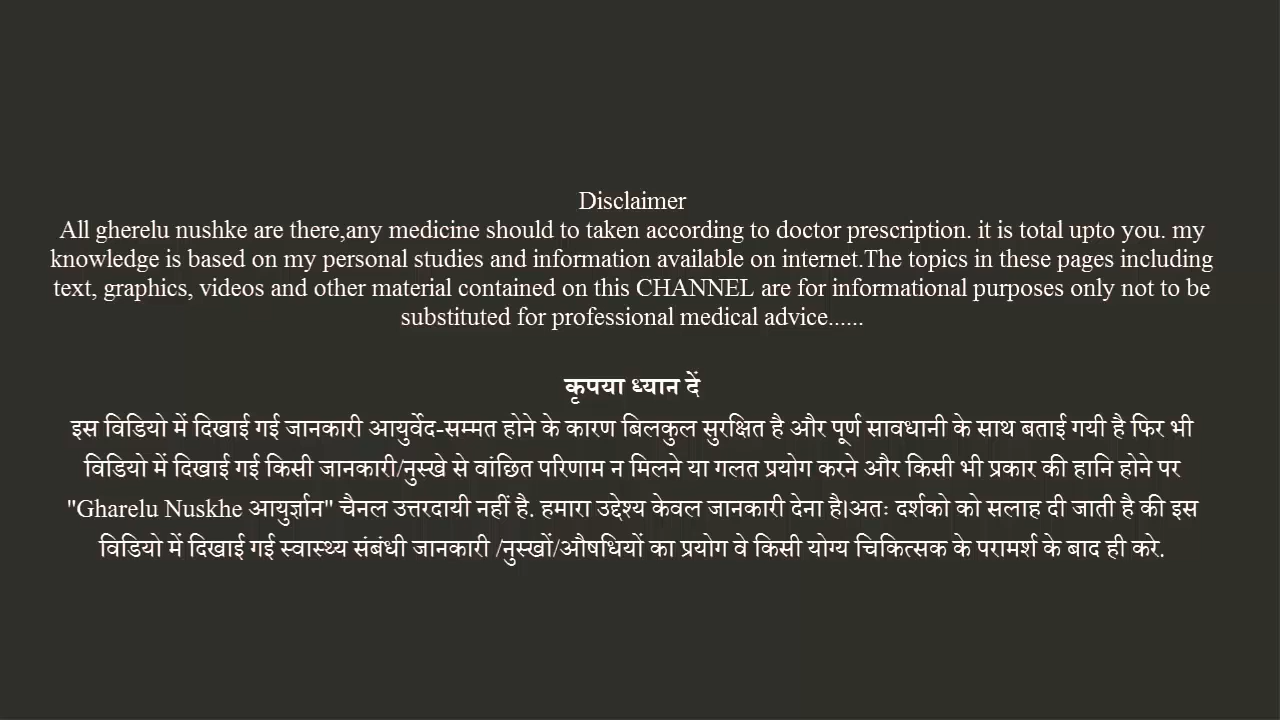 Disclaimer
All gherelu nushke are there,any medicine should to taken according to doctor prescription. it is total upto you. my
knowledge is based on my personal studies and information available on internet.The topics in these pages including
text, graphics, videos and other material contained on this CHANNEL are for informational purposes only not to be
substituted for professional medical advice......
कृपया ध्यान दें
इस विडियो में दिखाई गई जानकारी आयुर्वेद-सम्मत होने के कारण बिलकुल सुरक्षित है और पूर्ण सावधानी के साथ बताई गयी है फिर भी
विडियो में दिखाई गई किसी जानकारी/नुस्खे से वांछित परिणाम न मिलने या गलत प्रयोग करने और किसी भी प्रकार की हानि होने पर
"Gharelu Nuskhe आयुर्ज्ञान" चैनल उत्तरदायी नहीं है. हमारा उद्देश्य केवल जानकारी देना है।अतः दर्शको को सलाह दी जाती है की इस
विडियो में दिखाई गई स्वास्थ्य संबंधी जानकारी /नुस्खों/औषधियों का प्रयोग वे किसी योग्य चिकित्सक के परामर्श के बाद ही करे.